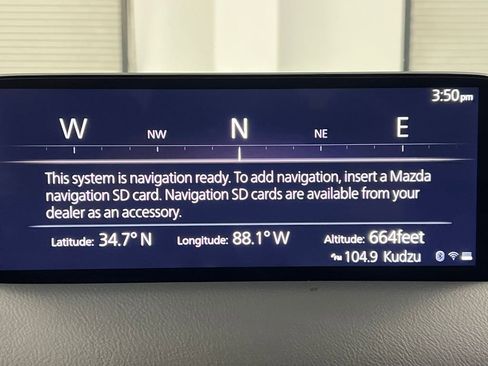 3:50pm
W NW N NE E
This system is navigation ready. To add navigation, insert a Mazda
navigation SD card. Navigation SD cards are available from your
dealer as an accessory.
Latitude: 34.7° N Longitude: 88.1° W Altitude: 664feet
FM 104.9 Kudzu